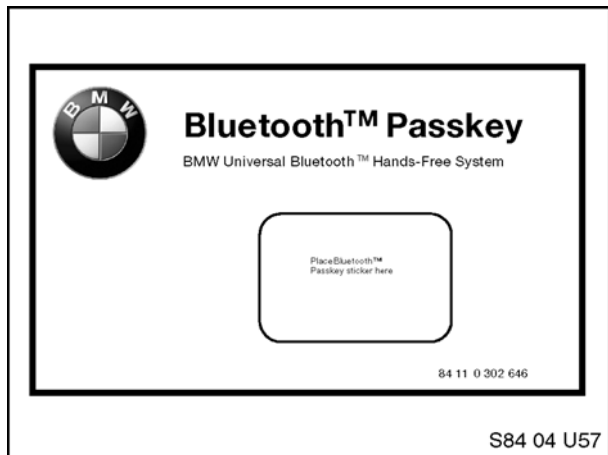 BMW
Bluetooth™ Passkey
BMW Universal Bluetooth™ Hands-Free System
PlaceBluetooth™
Passkey sticker here
84 11 0 302 646
S84 04 U57